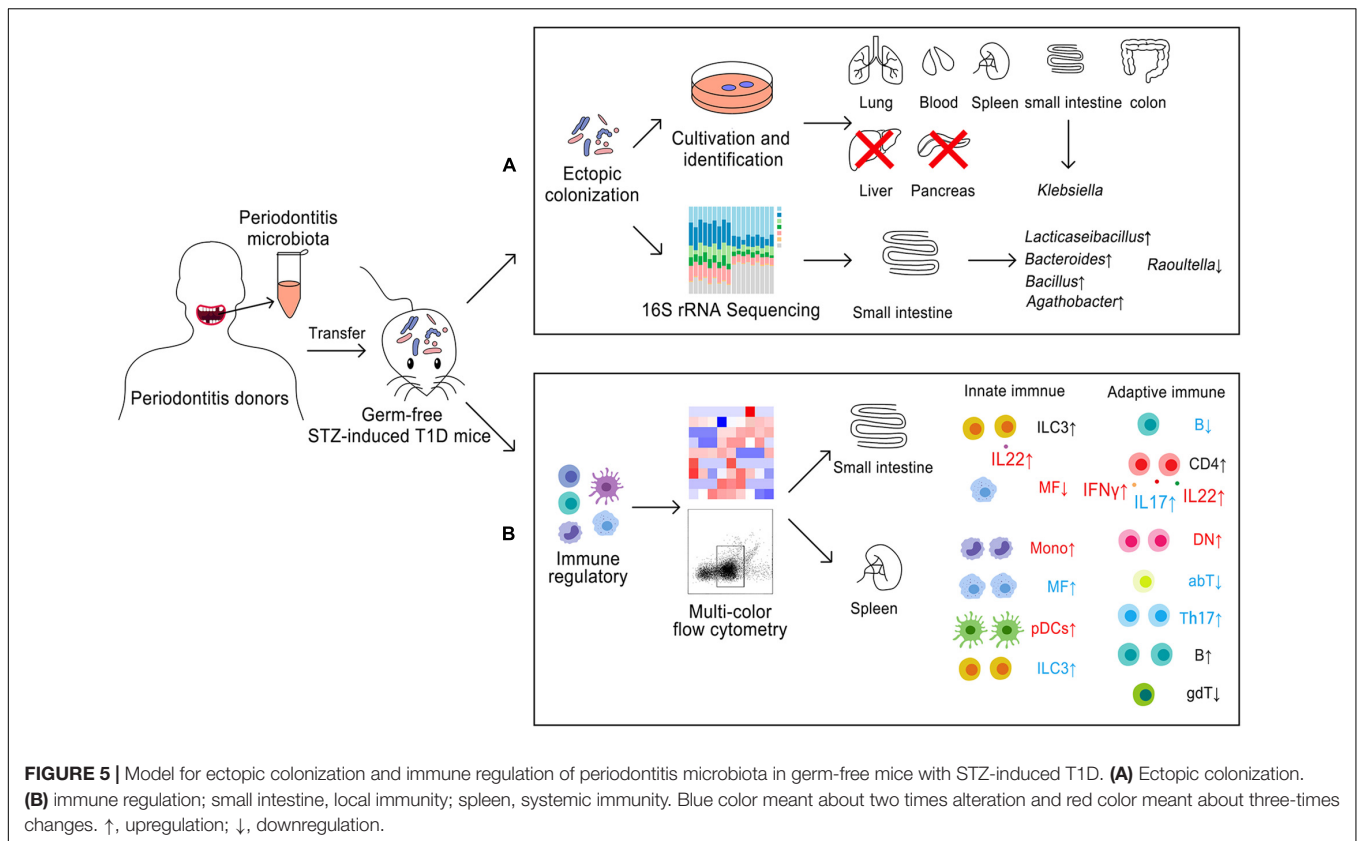 Periodontitis
microbiota
Transfer
Periodontitis donors
Germ-free
STZ-induced T1D mice
A
Ectopic
colonization
Cultivation and
identification
Lung
Blood
Spleen
small intestine
colon
Liver
Pancreas
Klebsiella
16S rRNA Sequencing
Small intestine
Lacticaseibacillus↑
Bacteroides↑
Bacillus↑
Agathobacter↑
Raoultella↓
B
Immune
regulatory
Multi-color
flow cytometry
Small intestine
Spleen
Innate immnue
ILC3↑
IL22↑
MF↓
Mono↑
MF↑
pDCs↑
ILC3↑
Adaptive immune
B↓
CD4↑
IFNγ↑
IL17↑
IL22↑
DN↑
abT↓
Th17↑
B↑
gdT↓
FIGURE 5 | Model for ectopic colonization and immune regulation of periodontitis microbiota in germ-free mice with STZ-induced T1D. (A) Ectopic colonization.
(B) immune regulation; small intestine, local immunity; spleen, systemic immunity. Blue color meant about two times alteration and red color meant about three-times
changes. ↑, upregulation; ↓, downregulation.